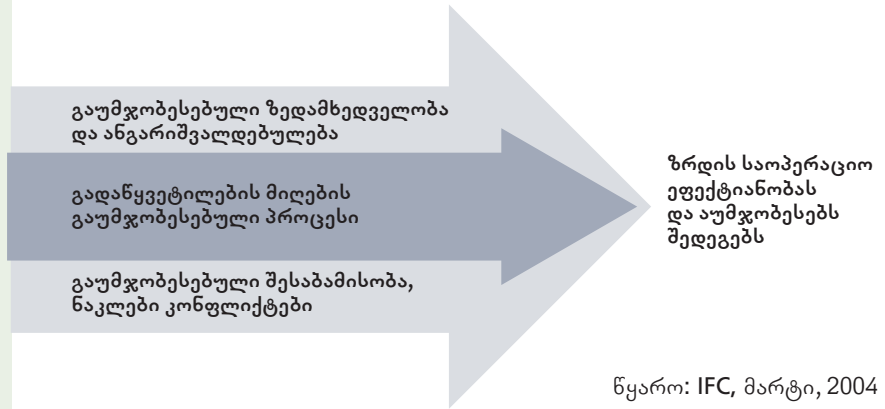 გაუმჯობესებული ზედამხედველობა
და ანგარიშვალდებულება
გადაწყვეტილების მიღების
გაუმჯობესებული პროცესი
გაუმჯობესებული შესაბამისობა,
ნაკლები კონფლიქტები
ზრდის საოპერაციო
ეფექტიანობას
და აუმჯობესებს
შედეგებს
წყარო: IFC, მარტი, 2004